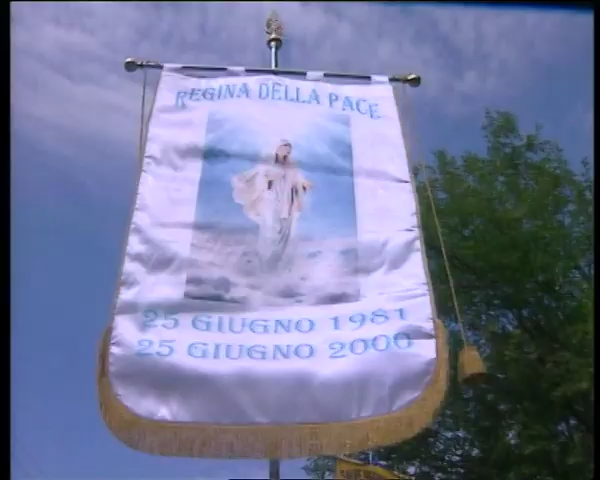 REGINA DELLA PACE
25 GIUGNO 1981
25 GIUGNO 2000